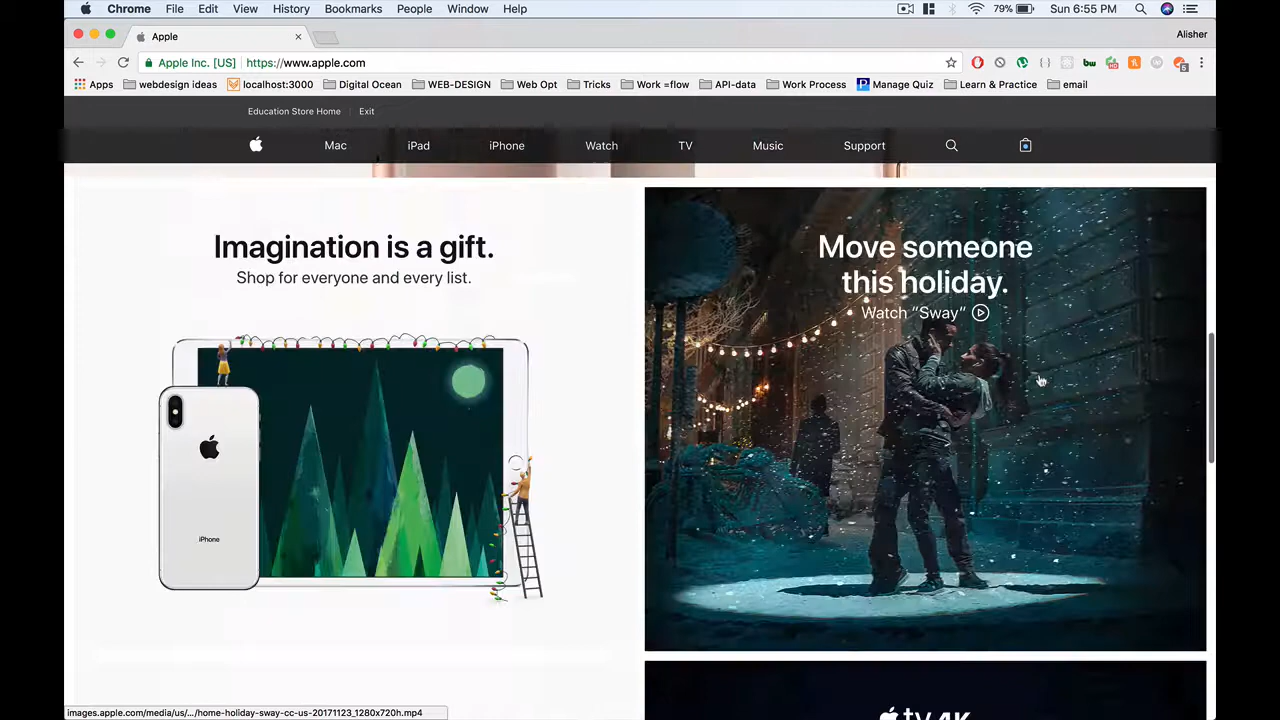 Chrome File Edit View History Bookmarks People Window Help 79% Sun 6:55 PM
Apple Alisher
Apple Inc. [US] https://www.apple.com
Apps webdesign ideas localhost:3000 Digital Ocean WEB-DESIGN Web Opt Tricks Work =flow API-data Work Process Manage Quiz Learn & Practice email
Education Store Home Exit
Mac iPad iPhone Watch TV Music Support
Imagination is a gift.
Shop for everyone and every list.
iPhone
Move someone
this holiday.
Watch “Sway”
tv 4K
images.apple.com/media/us/.../home-holiday-sway-cc-us-20171123_1280x720h.mp4